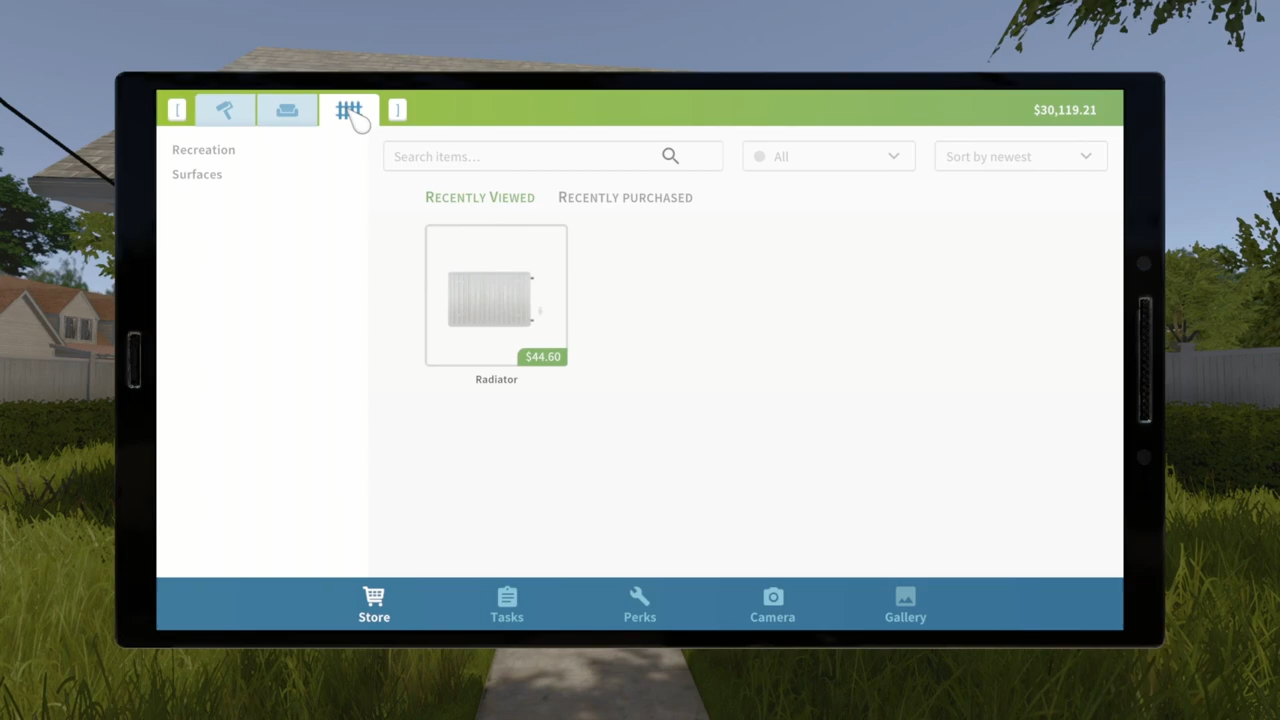 [
]
$30,119.21
Recreation
Surfaces
Search items...
All
Sort by newest
Recently Viewed
Recently purchased
$44.60
Radiator
Store
Tasks
Perks
Camera
Gallery